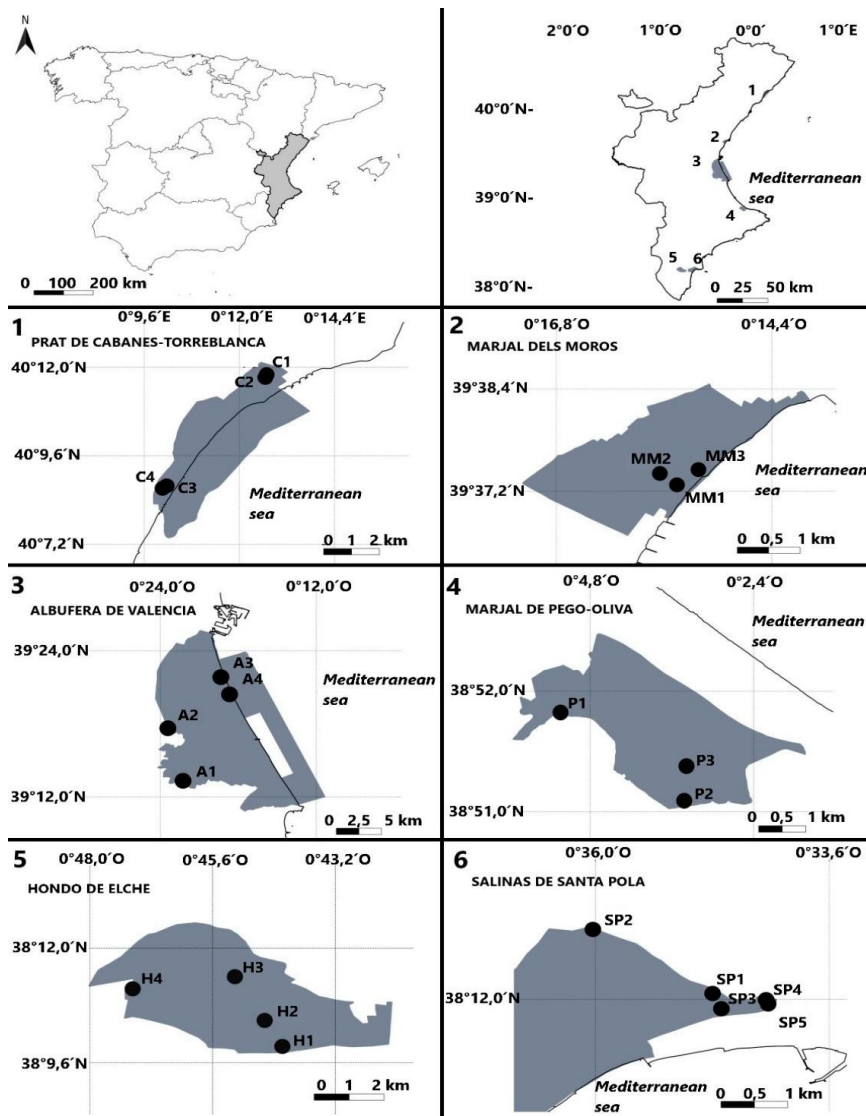 N
0 100 200 km
2°0´O 1°0´O 0°0´ 1°0´E
40°0´N-
39°0´N-
38°0´N-
1
2
3
4
5
6
Mediterranean
sea
0 25 50 km
1
PRAT DE CABANES-TORREBLANCA
0°9,6´E 0°12,0´E 0°14,4´E
40°12,0´N
40°9,6´N
40°7,2´N
C1
C2
C4
C3
Mediterranean
sea
0 1 2 km
2
MARJAL DELS MOROS
0°16,8´O 0°14,4´O
39°38,4´N
39°37,2´N
MM2
MM3
MM1
Mediterranean
sea
0 0,5 1 km
3
ALBUFERA DE VALENCIA
0°24,0´O 0°12,0´O
39°24,0´N
39°12,0´N
A3
A4
A2
A1
Mediterranean
sea
0 2,5 5 km
4
MARJAL DE PEGO-OLIVA
0°4,8´O 0°2,4´O
38°52,0´N
38°51,0´N
Mediterranean
sea
P1
P3
P2
0 0,5 1 km
5
HONDO DE ELCHE
0°48,0´O 0°45,6´O 0°43,2´O
38°12,0´N
38°9,6´N
H4
H3
H2
H1
0 1 2 km
6
SALINAS DE SANTA POLA
0°36,0´O 0°33,6´O
38°12,0´N
SP2
SP1
SP3
SP4
SP5
Mediterranean
sea
0 0,5 1 km